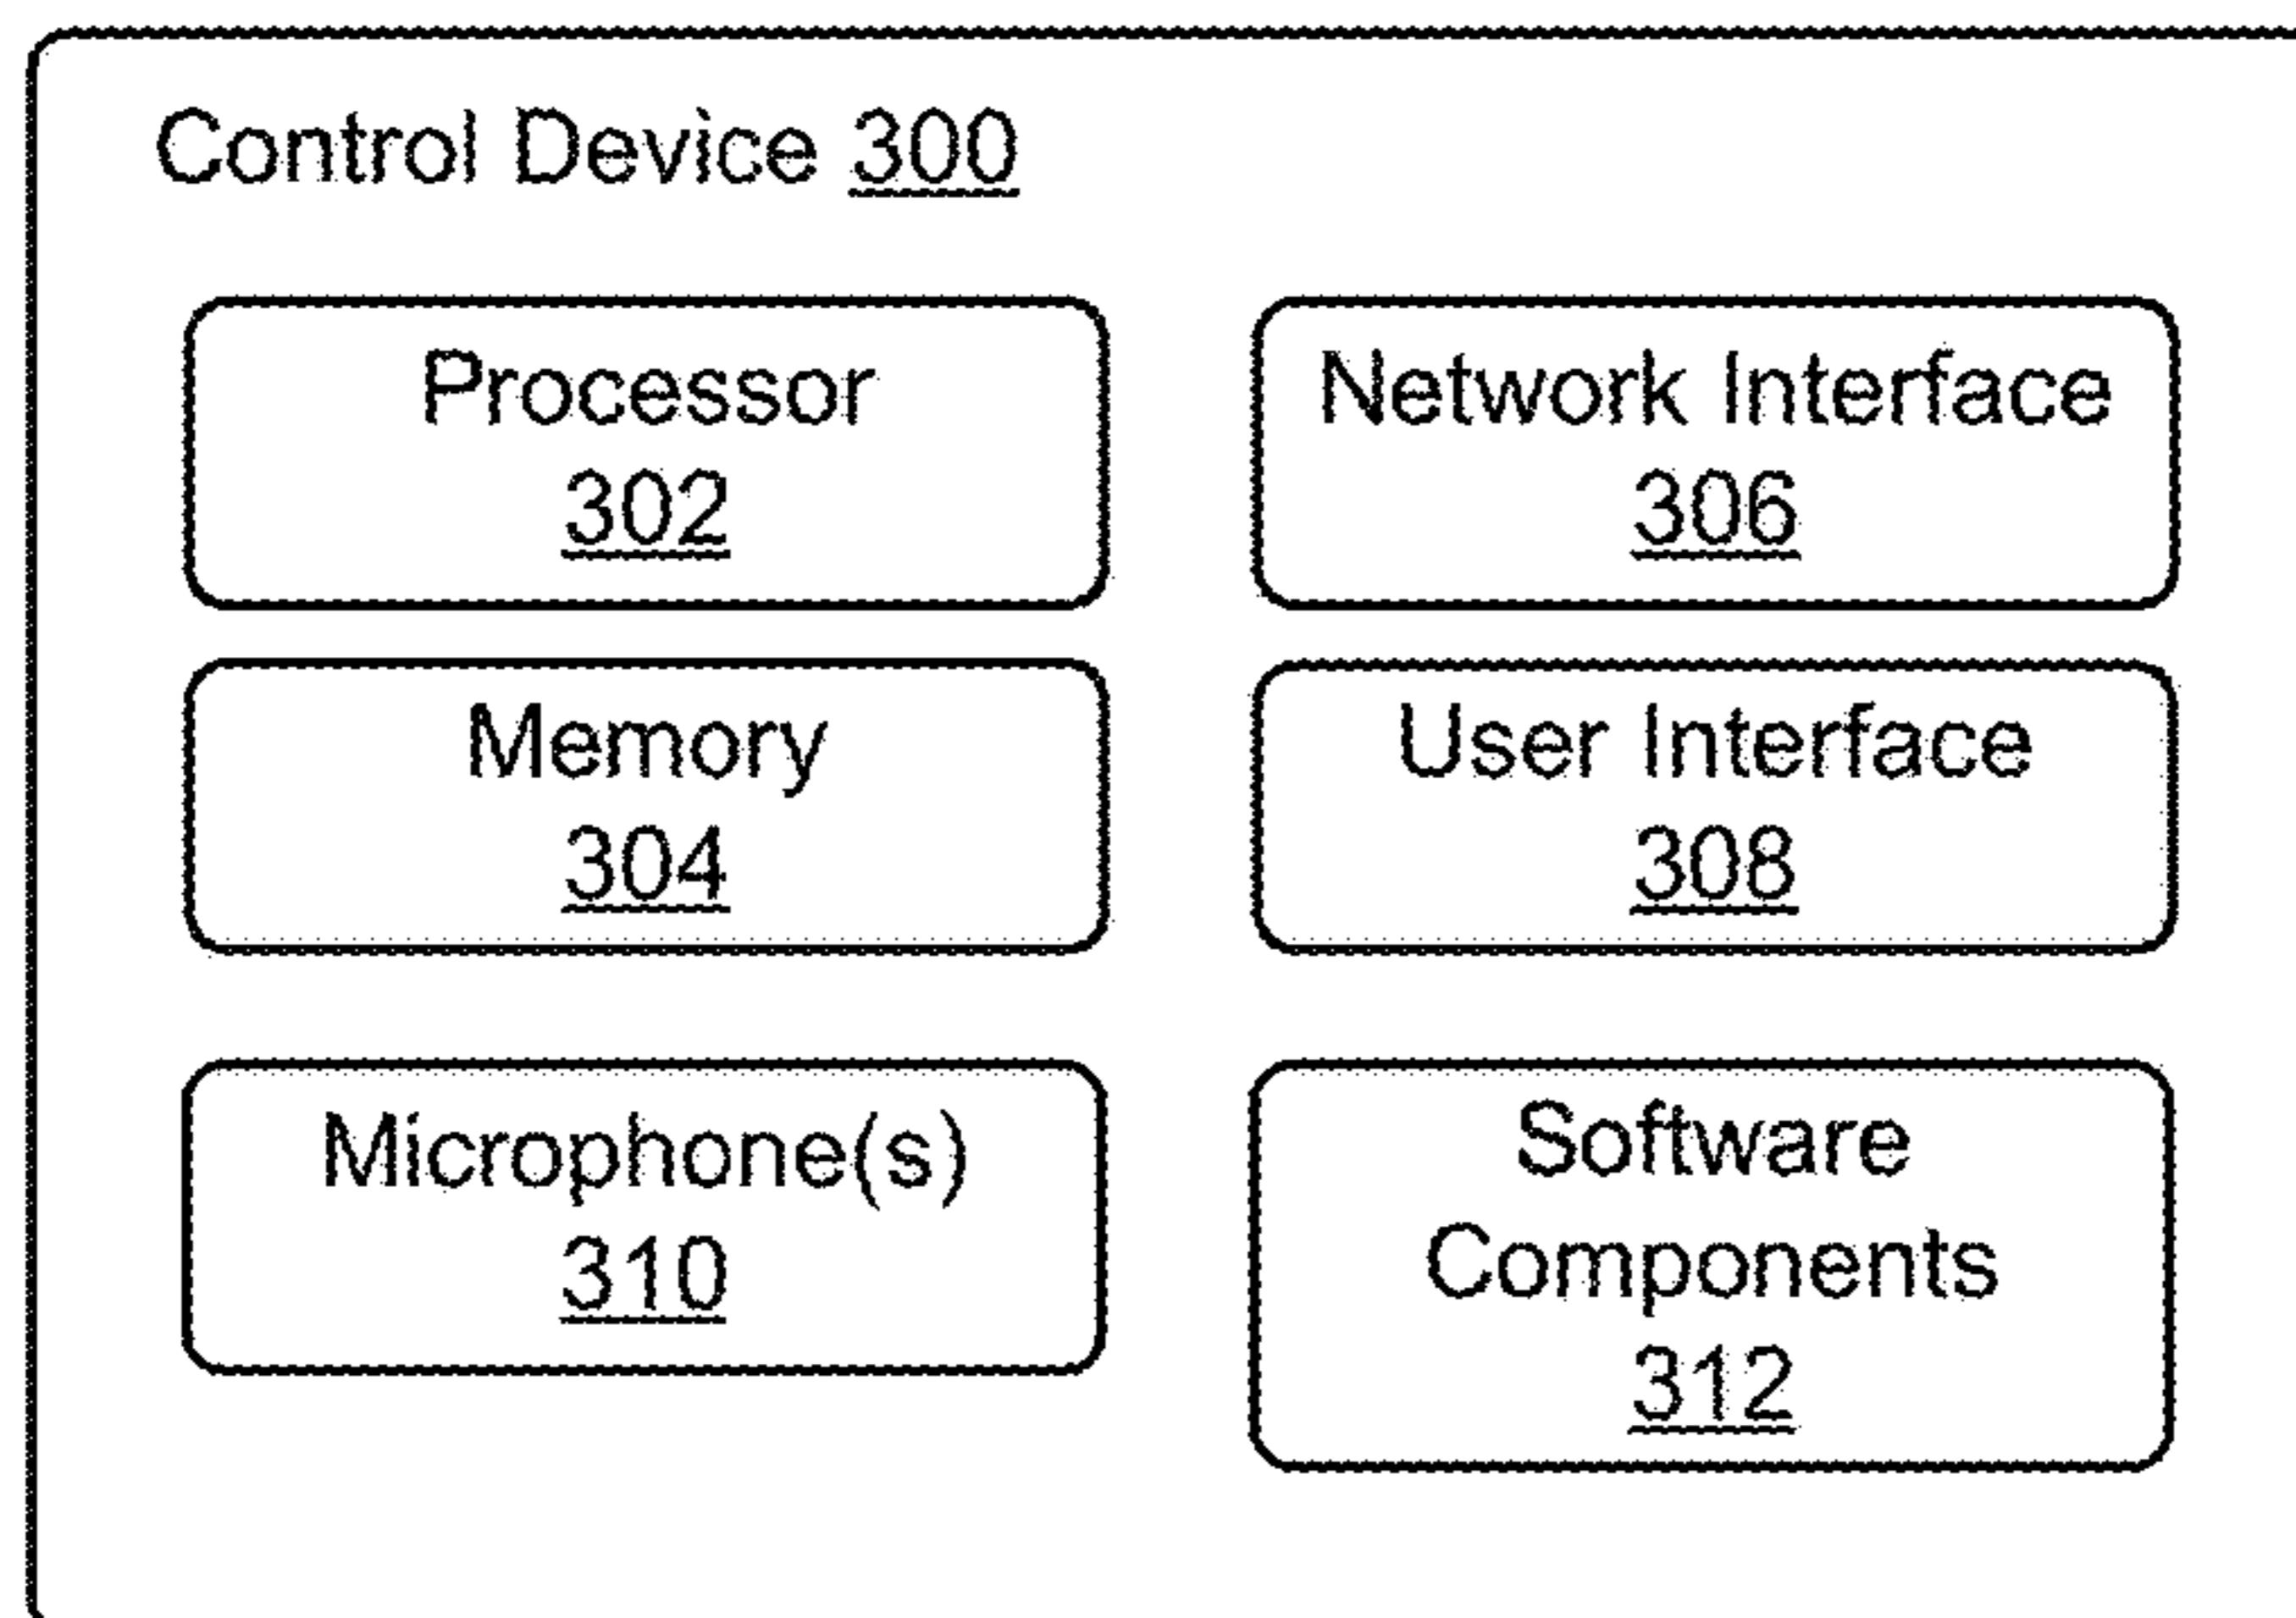 Control Device 300
Processor
302
Network Interface
306
Memory
304
User Interface
308
Microphone(s)
310
Software
Components
312